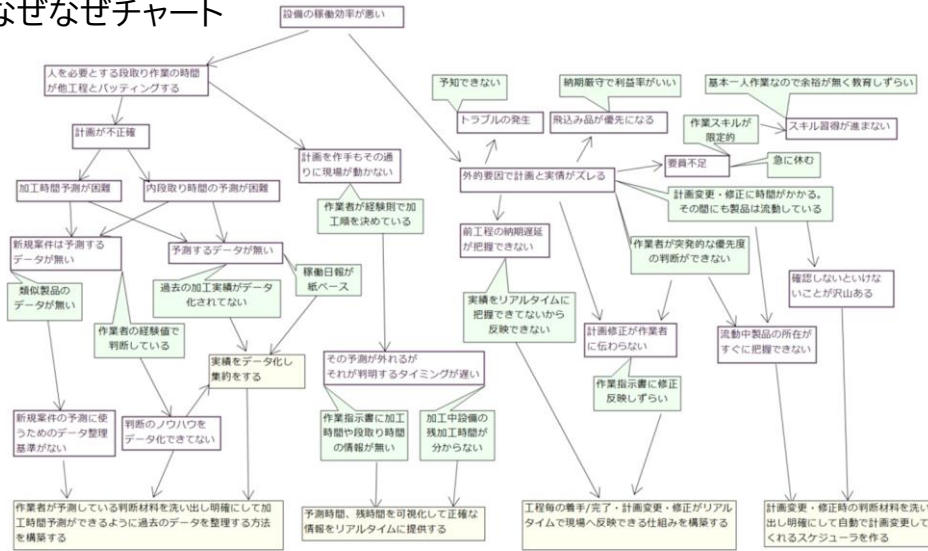 なぜなぜチャート
設備の稼働効率が悪い
人を必要とする段取り作業の時間
が他工程とバッティングする
予知できない
納期厳守で利益率がいい
基本一人作業なので余裕が無く教育しずらい
トラブルの発生
飛込み品が優先になる
作業スキルが
限定的
スキル習得が進まない
計画が不正確
計画を作手もその通
りに現場が動かない
要員不足
急に休む
外的要因で計画と実情がズレる
加工時間予測が困難
内段取り時間の予測が困難
作業者が経験則で
加工順を決めている
計画変更・修正に時間がかかる。
その間にも製品は流動している
前工程の納期遅延
が把握できない
新規案件は予測する
データが無い
予測するデータが無い
作業者が突発的な優先度
の判断ができない
稼働日報が
紙ベース
確認しないといけな
いことが沢山ある
類似製品の
データが無い
過去の加工実績がデータ
化されてない
実績をリアルタイムに
把握できてないから
反映できない
作業者の経験値で
判断している
計画修正が作業者
に伝わらない
流動中製品の所在が
すぐに把握できない
実績をデータ化し
集約をする
その予測が外れるが
それが判明するタイミングが遅い
作業指示書に修正
反映しずらい
新規案件の予測に使
うためのデータ整理
基準がない
判断のノウハウを
データ化できてない
作業指示書に加工
時間や段取り時間
の情報が無い
加工中設備の
残加工時間が
分からない
作業者が予測している判断材料を洗い出し明確にして加
工時間予測ができるように過去のデータを整理する方法
を構築する
予測時間、残時間を可視化して正確な
情報をリアルタイムに提供する
工程毎の着手/完了・計画変更・修正がリアル
タイムで現場へ反映できる仕組みを構築する
計画変更・修正時の判断材料を洗い
出し明確にして自動で計画変更して
くれるスケジューラを作る